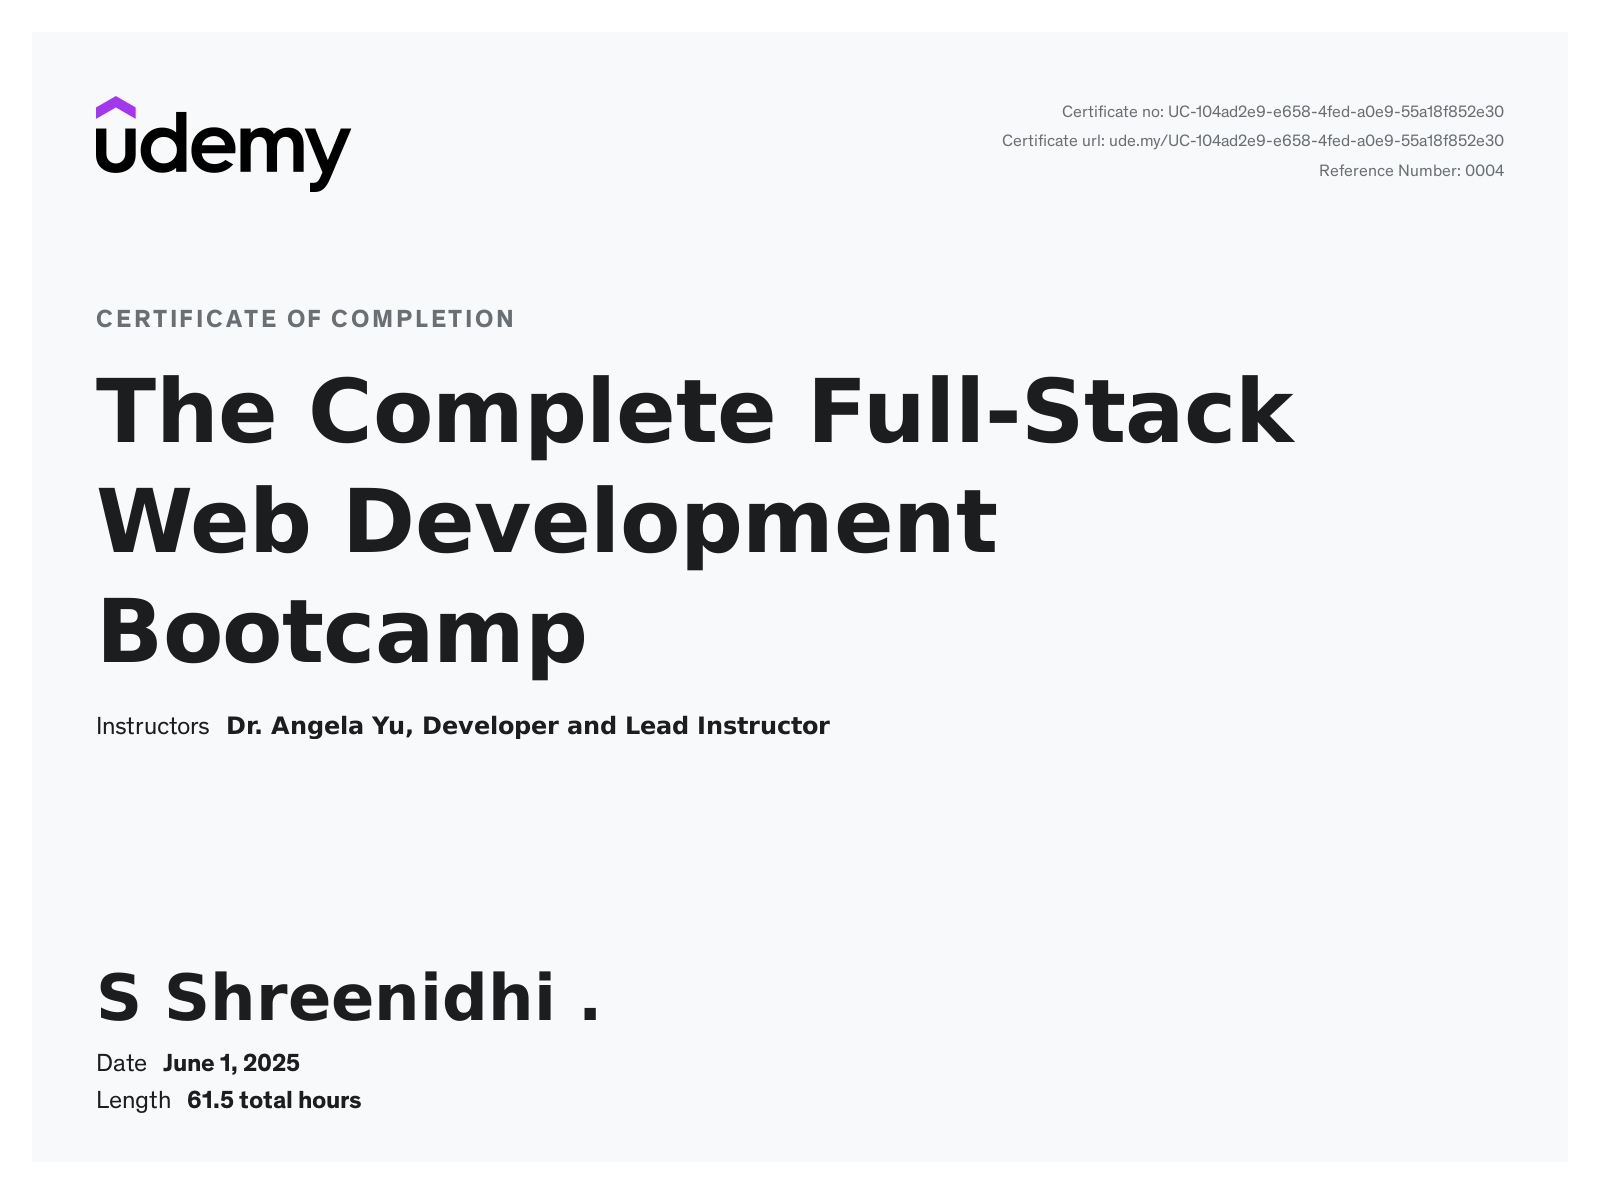 udemy
Certificate no: UC-104ad2e9-e658-4fed-a0e9-55a18f852e30
Certificate url: ude.my/UC-104ad2e9-e658-4fed-a0e9-55a18f852e30
Reference Number: 0004
CERTIFICATE OF COMPLETION
The Complete Full-Stack
Web Development
Bootcamp
Instructors Dr. Angela Yu, Developer and Lead Instructor
S Shreenidhi .
Date June 1, 2025
Length 61.5 total hours